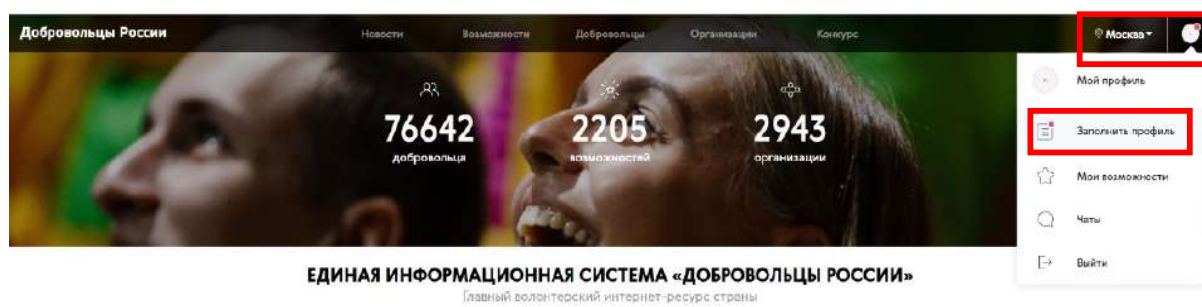 Добровольцы России
Новости Возможности Добровольцы Организации Конкурс
Москва
76642
добровольца
2205
возможностей
2943
организации
Мой профиль
Заполнить профиль
Мои возможности
Чаты
Выйти
ЕДИНАЯ ИНФОРМАЦИОННАЯ СИСТЕМА «ДОБРОВОЛЬЦЫ РОССИИ»
Главный волонтерский интернет-ресурс страны